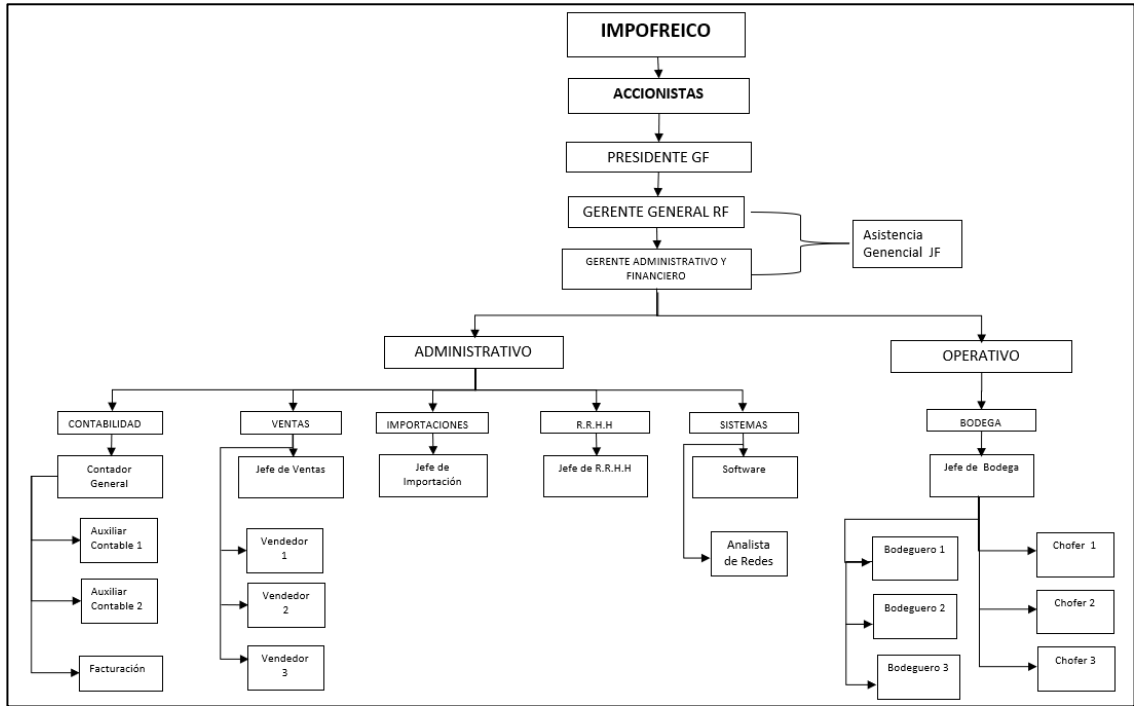 IMPOFREICO
ACCIONISTAS
PRESIDENTE GF
GERENTE GENERAL RF
Asistencia
Genencial JF
GERENTE ADMINISTRATIVO Y
FINANCIERO
ADMINISTRATIVO
OPERATIVO
CONTABILIDAD
VENTAS
IMPORTACIONES
R.R.H.H
SISTEMAS
BODEGA
Contador
General
Jefe de Ventas
Jefe de
Importación
Jefe de R.R.H.H
Software
Jefe de Bodega
Auxiliar
Contable 1
Auxiliar
Contable 2
Facturación
Vendedor
1
Vendedor
2
Vendedor
3
Analista
de Redes
Bodeguero 1
Bodeguero 2
Bodeguero 3
Chofer 1
Chofer 2
Chofer 3